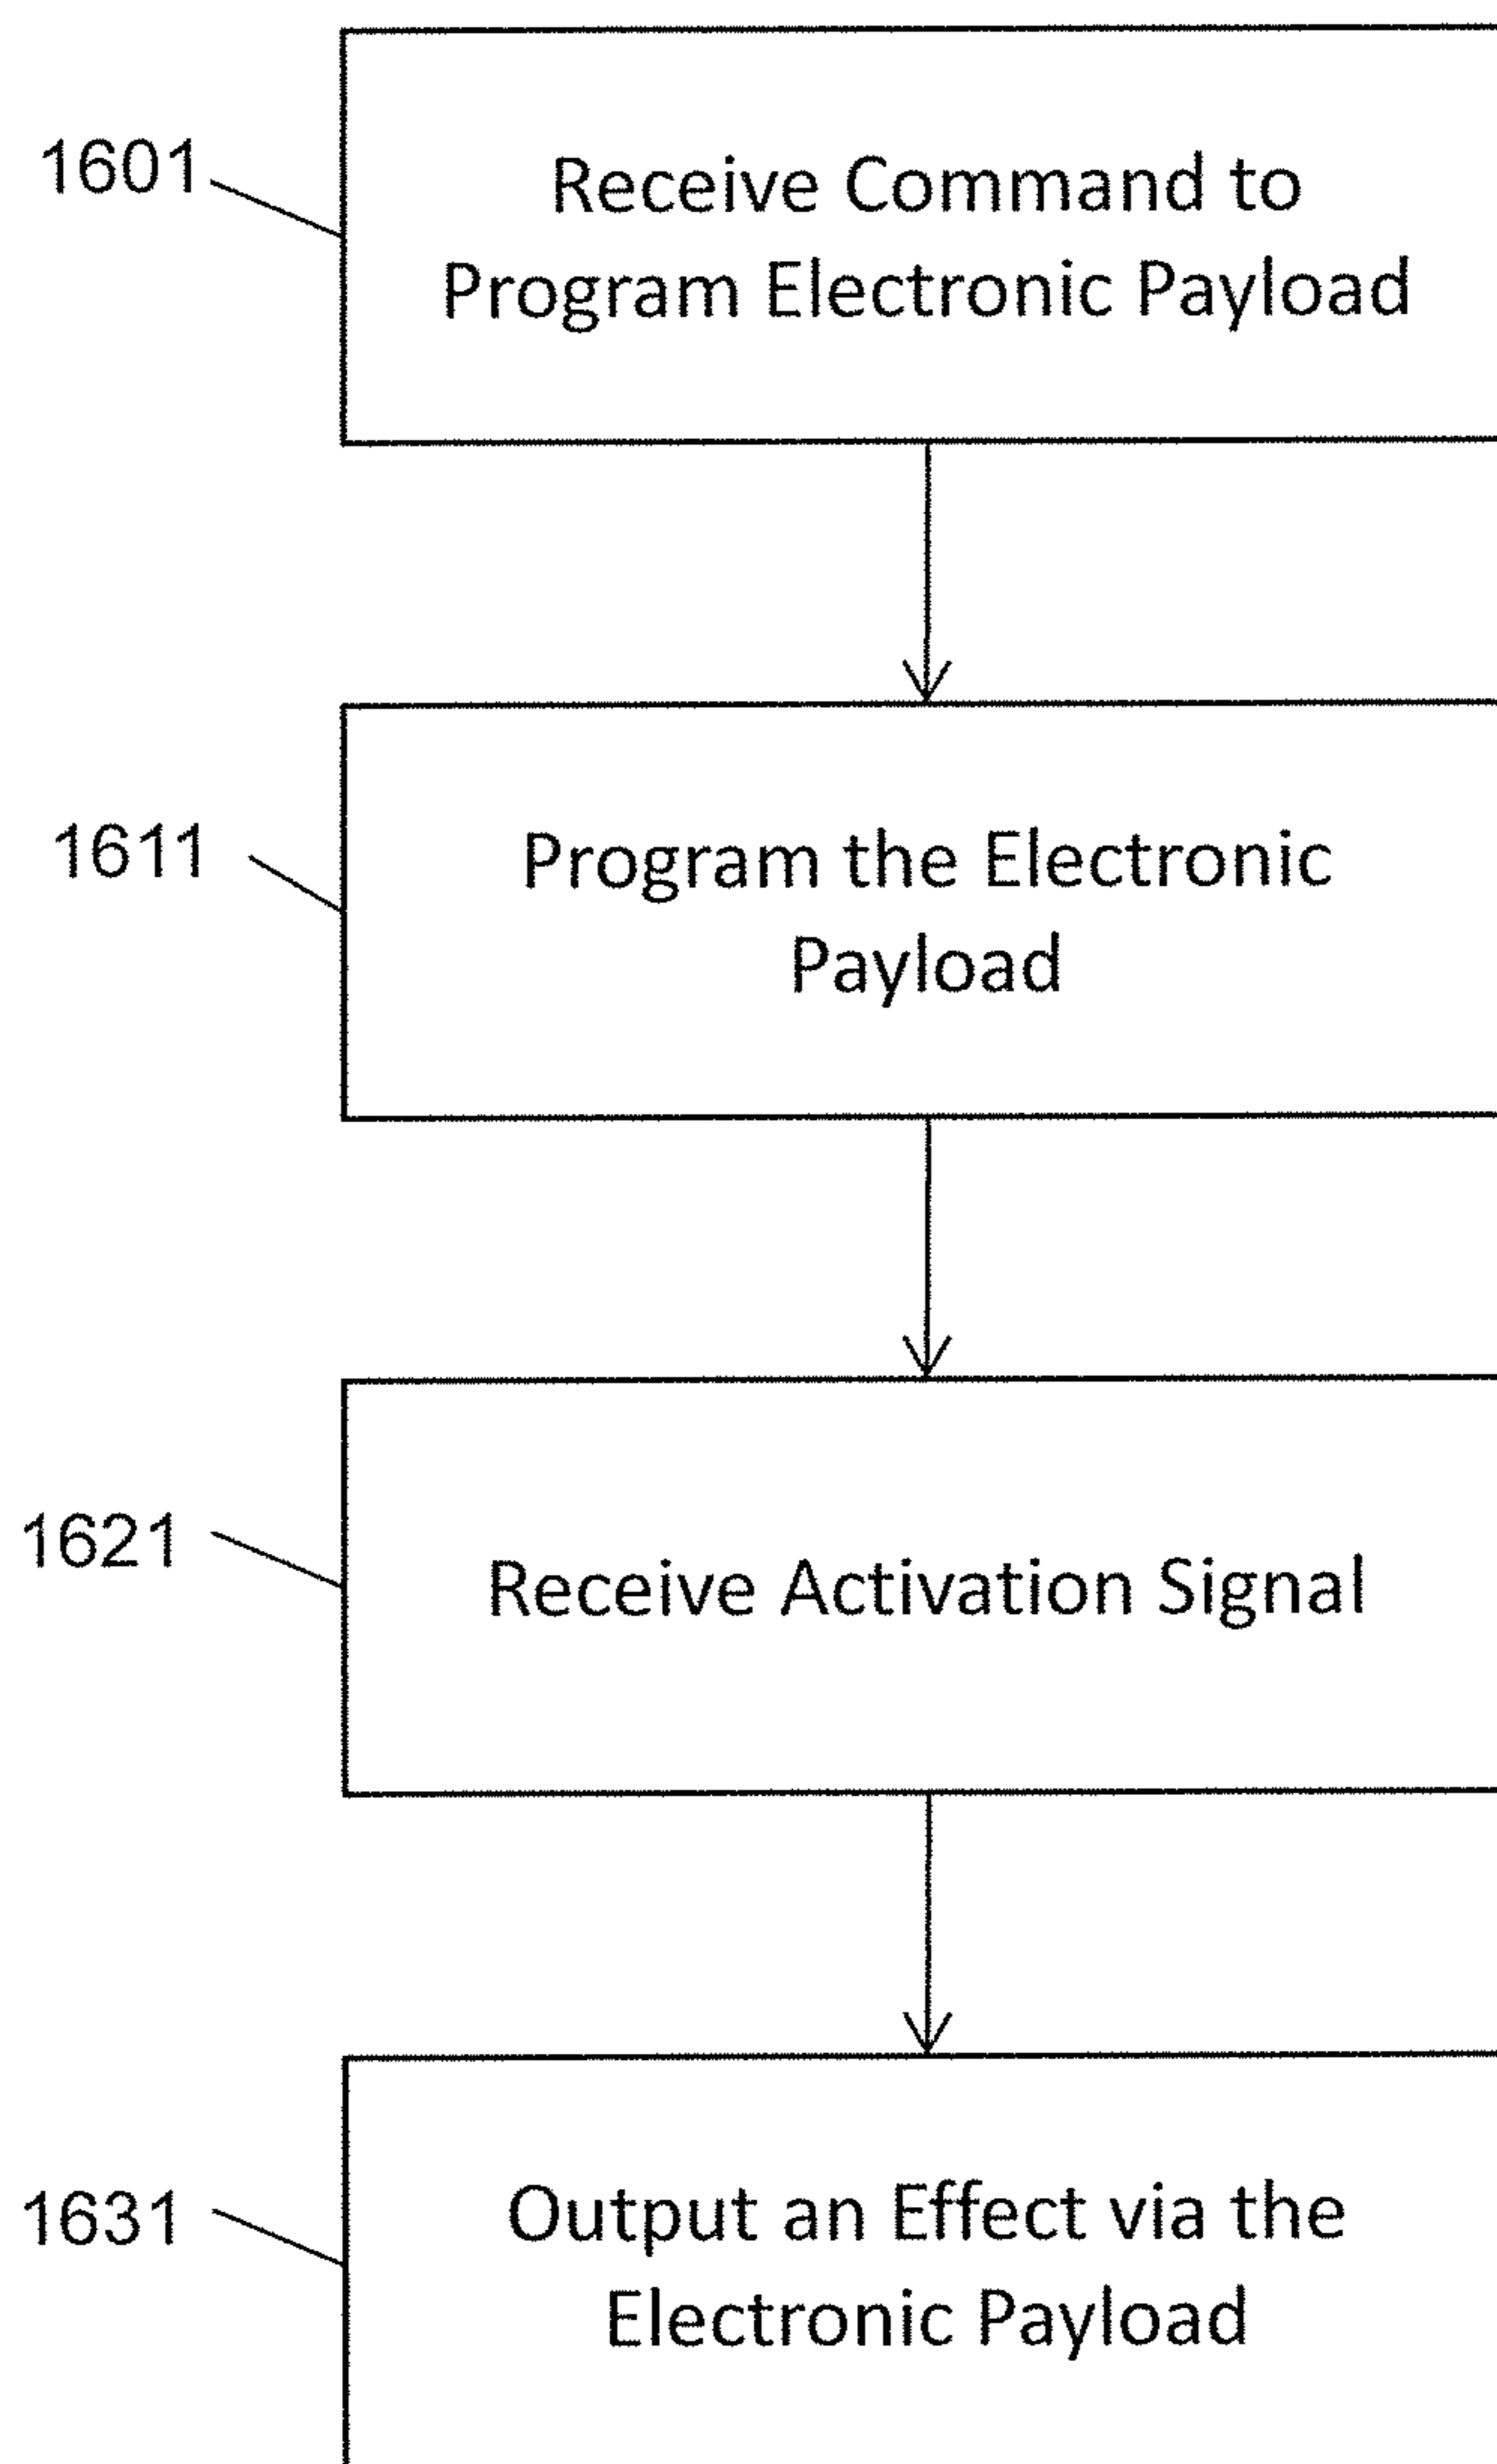 1601
Receive Command to
Program Electronic Payload
1611
Program the Electronic
Payload
1621
Receive Activation Signal
1631
Output an Effect via the
Electronic Payload